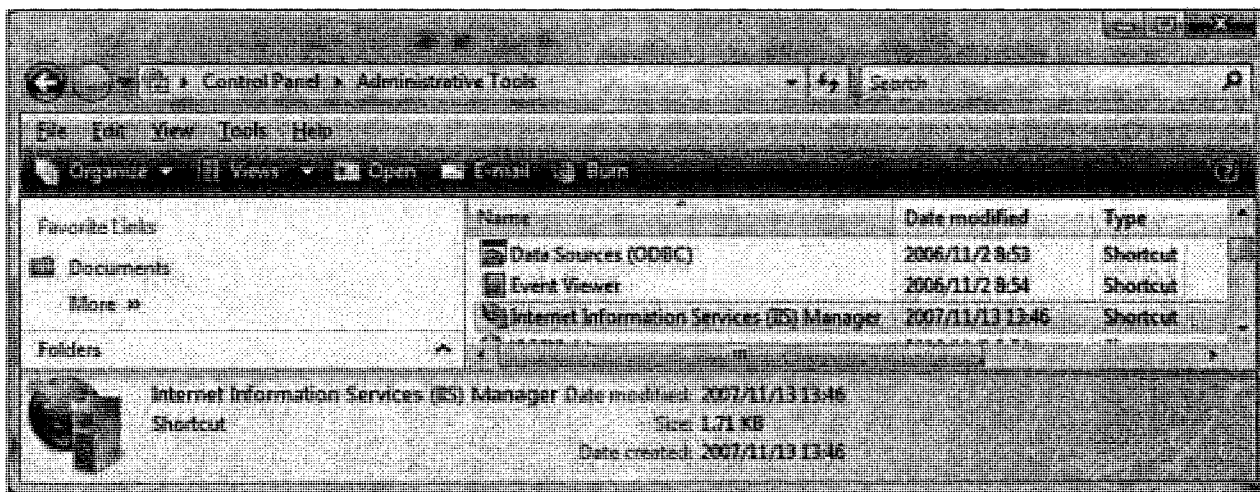 Control Panel ▸ Administrative Tools Search
File Edit View Tools Help
Organize Views Open E-mail Burn
Favorite Links
Documents
More »
Folders
Name Date modified Type
Data Sources (ODBC) 2006/11/2 8:53 Shortcut
Event Viewer 2006/11/2 8:54 Shortcut
Internet Information Services (IIS) Manager 2007/11/13 13:46 Shortcut
Internet Information Services (IIS) Manager Date modified: 2007/11/13 13:46
Shortcut Size: 1.71 KB
Date created: 2007/11/13 13:46